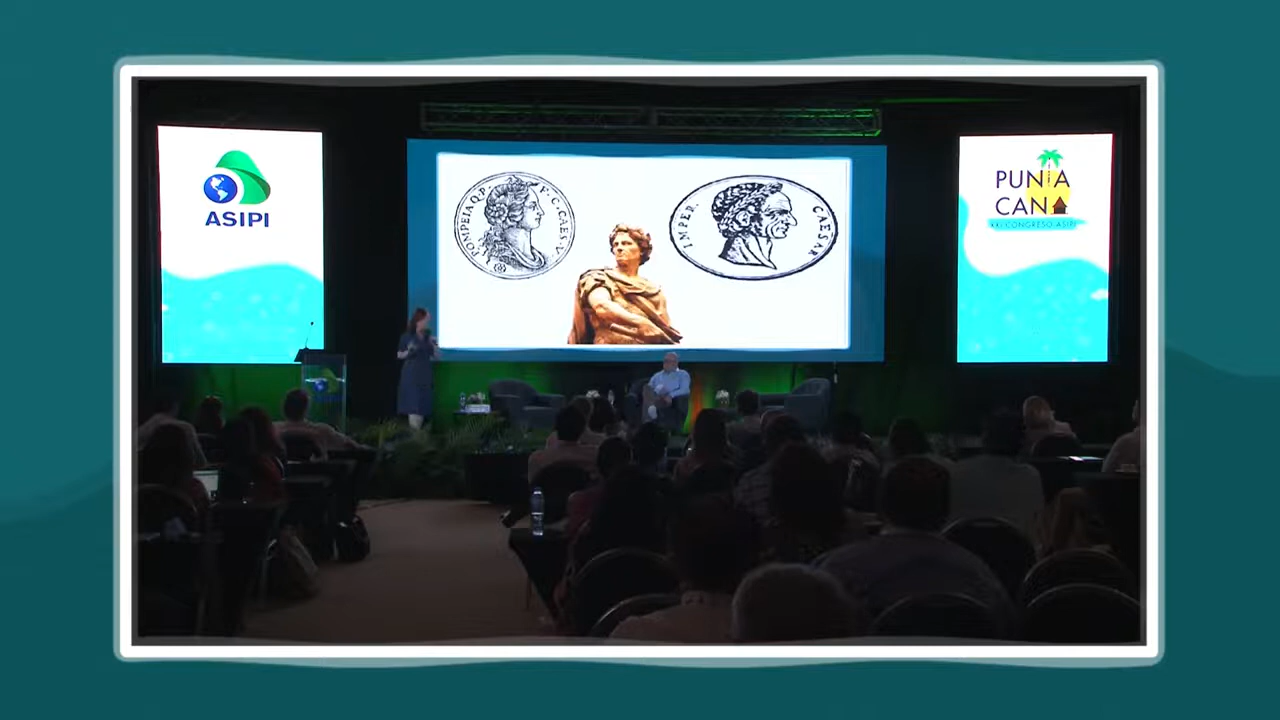 ASIPI
POMPEIA Q.P. F. C. CAES. V.
IMPER. CAESAR
PUNTA
CANA
XXI CONGRESO ASIPI